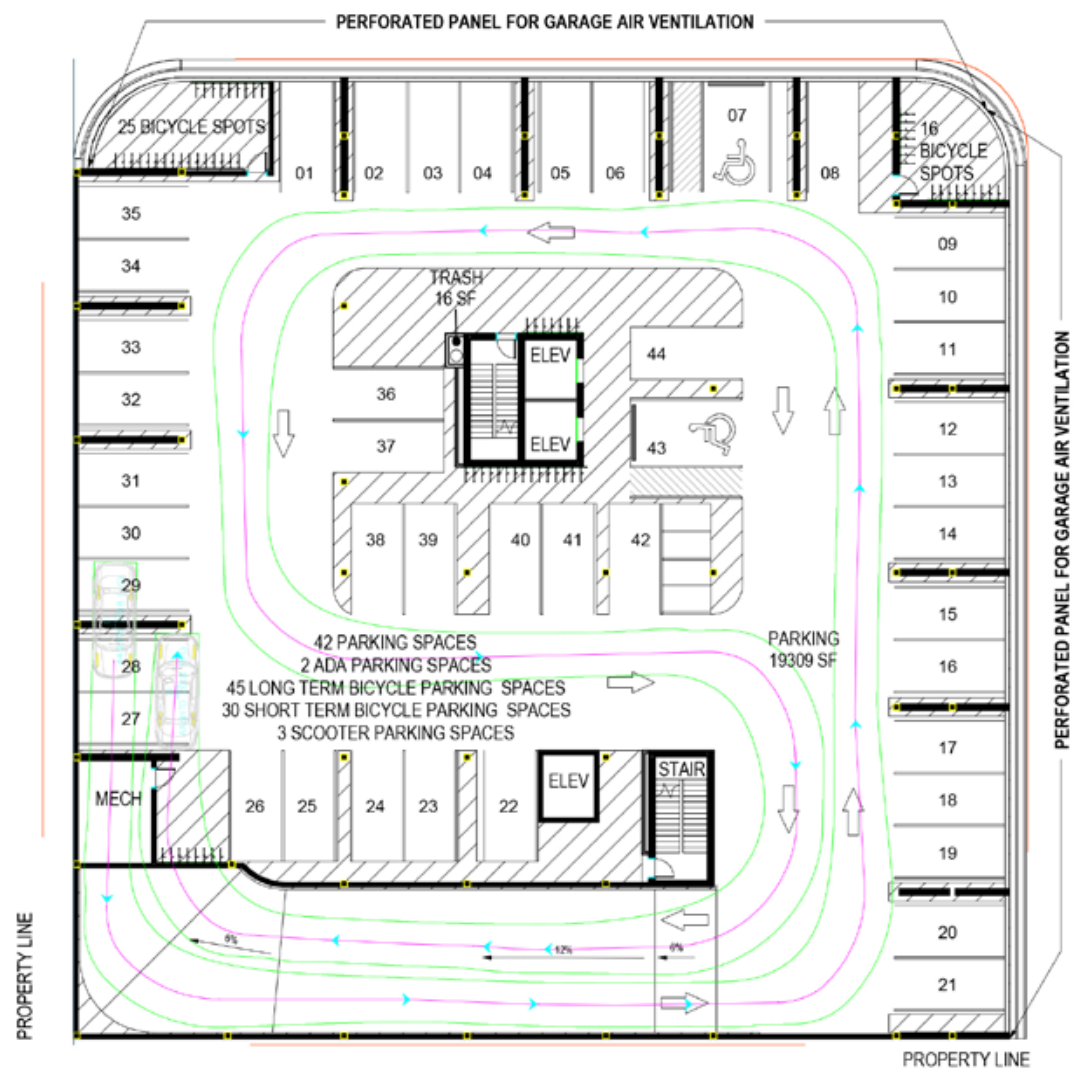 PERFORATED PANEL FOR GARAGE AIR VENTILATION
25 BICYCLE SPOTS
01
02
03
04
05
06
07
08
16
BICYCLE
SPOTS
35
34
33
32
31
30
29
28
27
09
10
11
12
13
14
15
16
17
18
19
20
21
TRASH
16 SF
ELEV
ELEV
36
37
44
43
38
39
40
41
42
42 PARKING SPACES
2 ADA PARKING SPACES
45 LONG TERM BICYCLE PARKING SPACES
30 SHORT TERM BICYCLE PARKING SPACES
3 SCOOTER PARKING SPACES
PARKING
19309 SF
MECH
26
25
24
23
22
ELEV
STAIR
6%
12%
6%
PERFORATED PANEL FOR GARAGE AIR VENTILATION
PROPERTY LINE
PROPERTY LINE